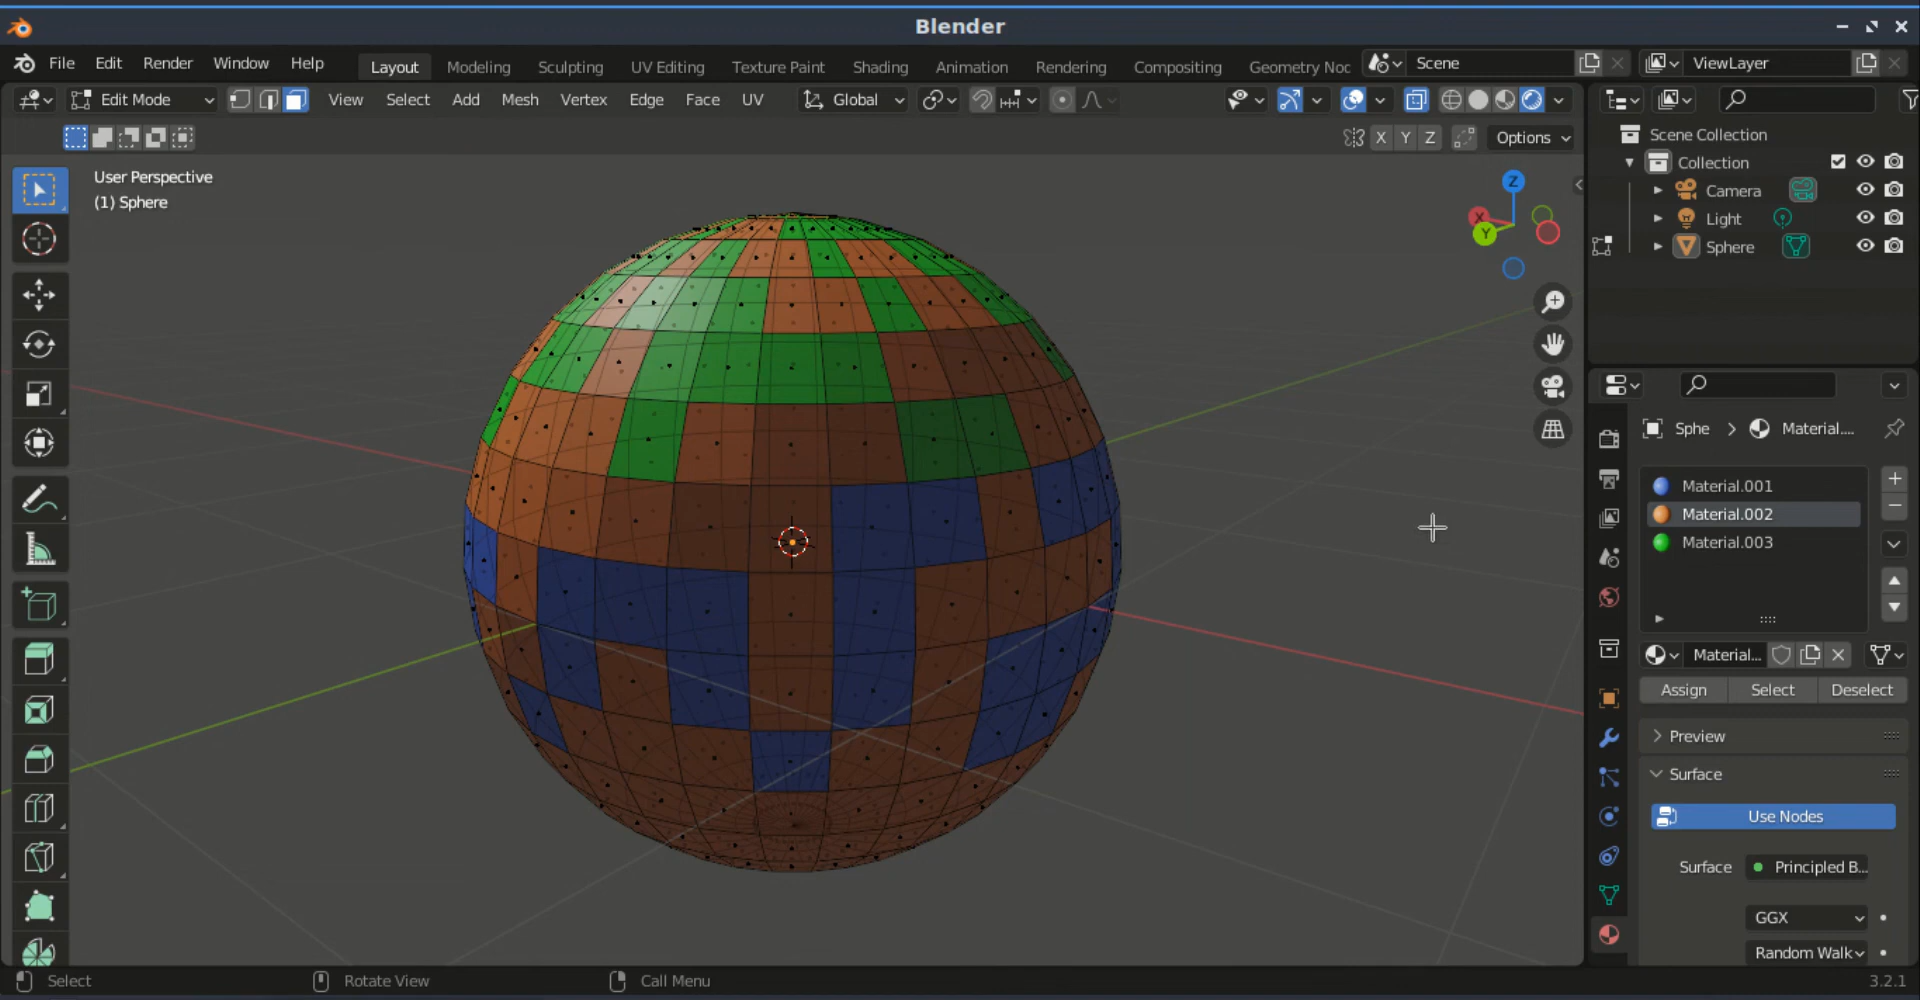 Blender
File Edit Render Window Help Layout Modeling Sculpting UV Editing Texture Paint Shading Animation Rendering Compositing Geometry Noc Scene ViewLayer
Edit Mode View Select Add Mesh Vertex Edge Face UV Global
X Y Z Options
User Perspective
(1) Sphere
Z
X
Y
Scene Collection
Collection
Camera
Light
Sphere
Sphe > Material....
Material.001
Material.002
Material.003
Material...
Assign Select Deselect
Preview
Surface
Use Nodes
Surface Principled B...
GGX
Random Walk
Select Rotate View Call Menu 3.2.1